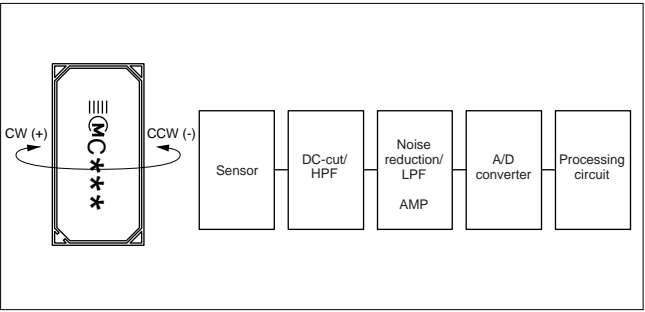 CW (+)
CCW (-)
MC***
Sensor
DC-cut/
HPF
Noise
reduction/
LPF
AMP
A/D
converter
Processing
circuit